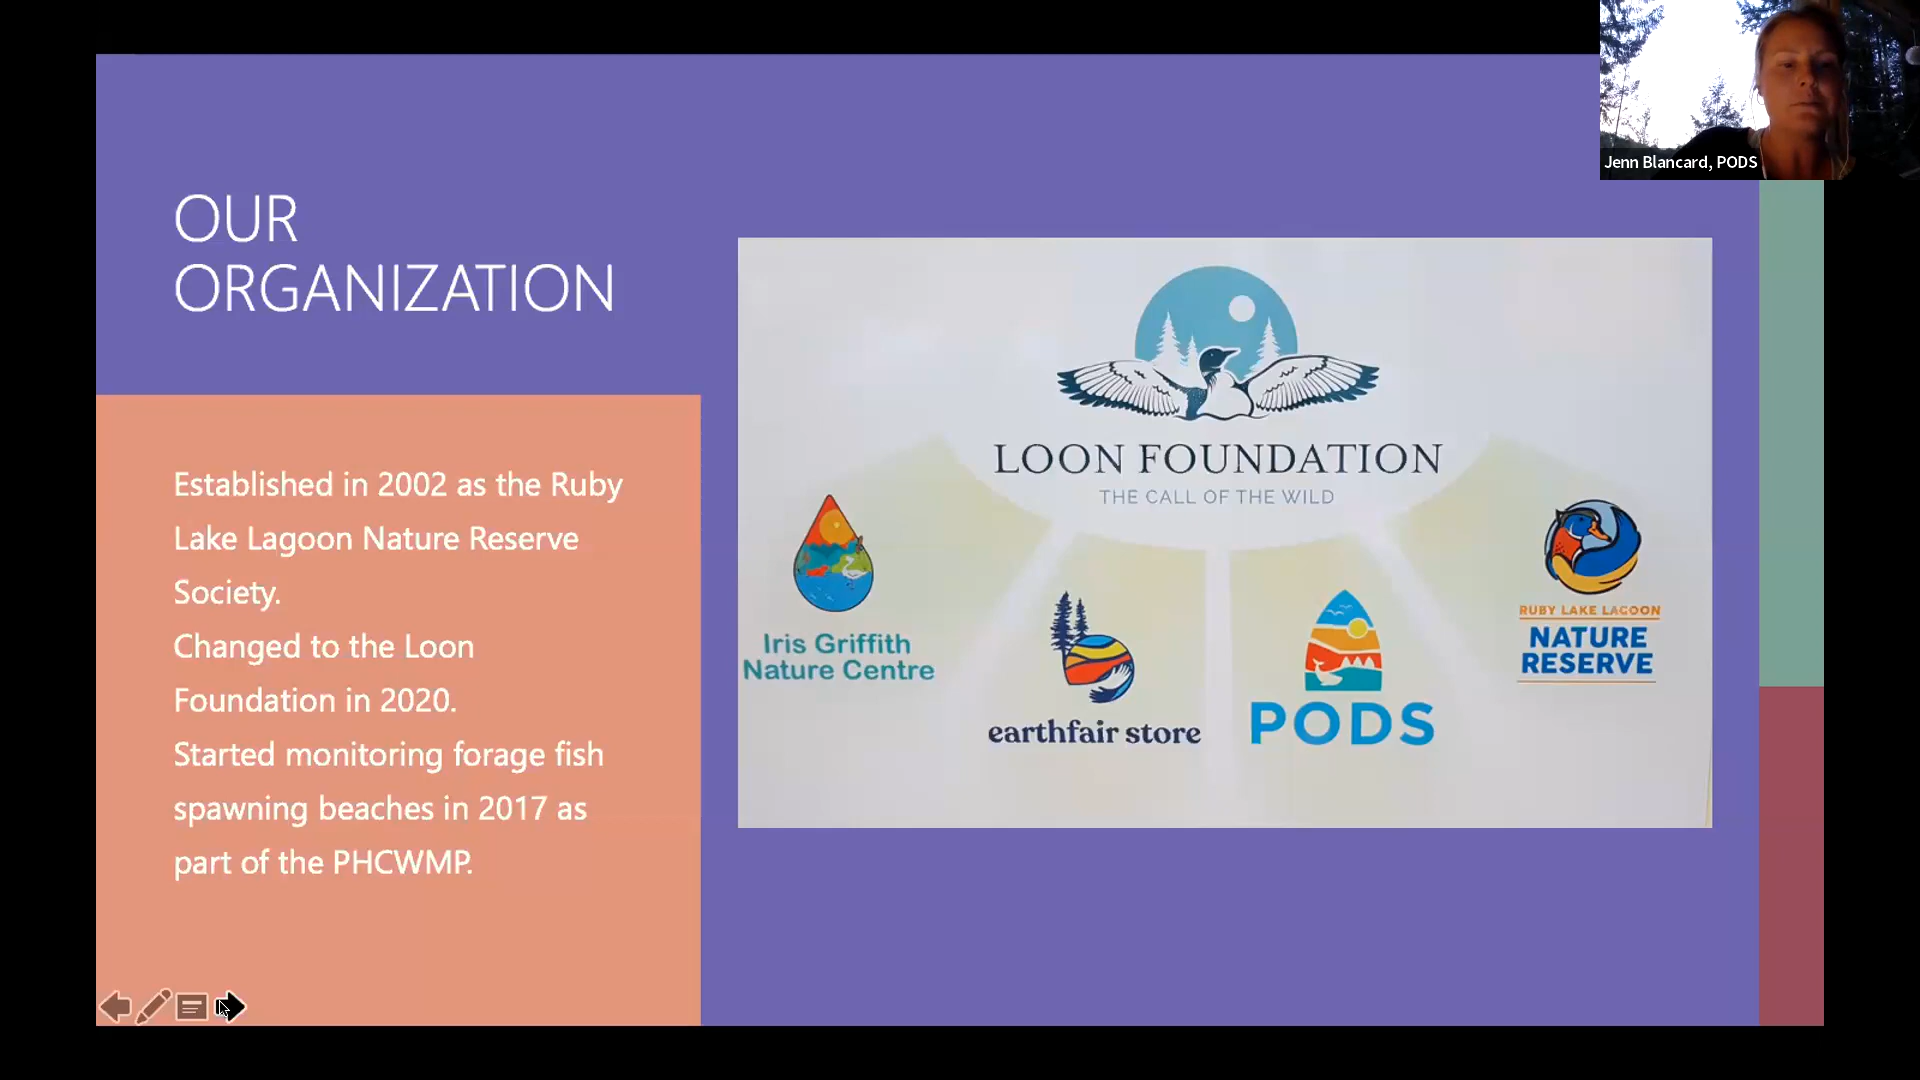 Jenn Blancard, PODS
OUR
ORGANIZATION
Established in 2002 as the Ruby
Lake Lagoon Nature Reserve
Society.
Changed to the Loon
Foundation in 2020.
Started monitoring forage fish
spawning beaches in 2017 as
part of the PHCWMP.
LOON FOUNDATION
THE CALL OF THE WILD
Iris Griffith
Nature Centre
earthfair store
PODS
RUBY LAKE LAGOON
NATURE
RESERVE